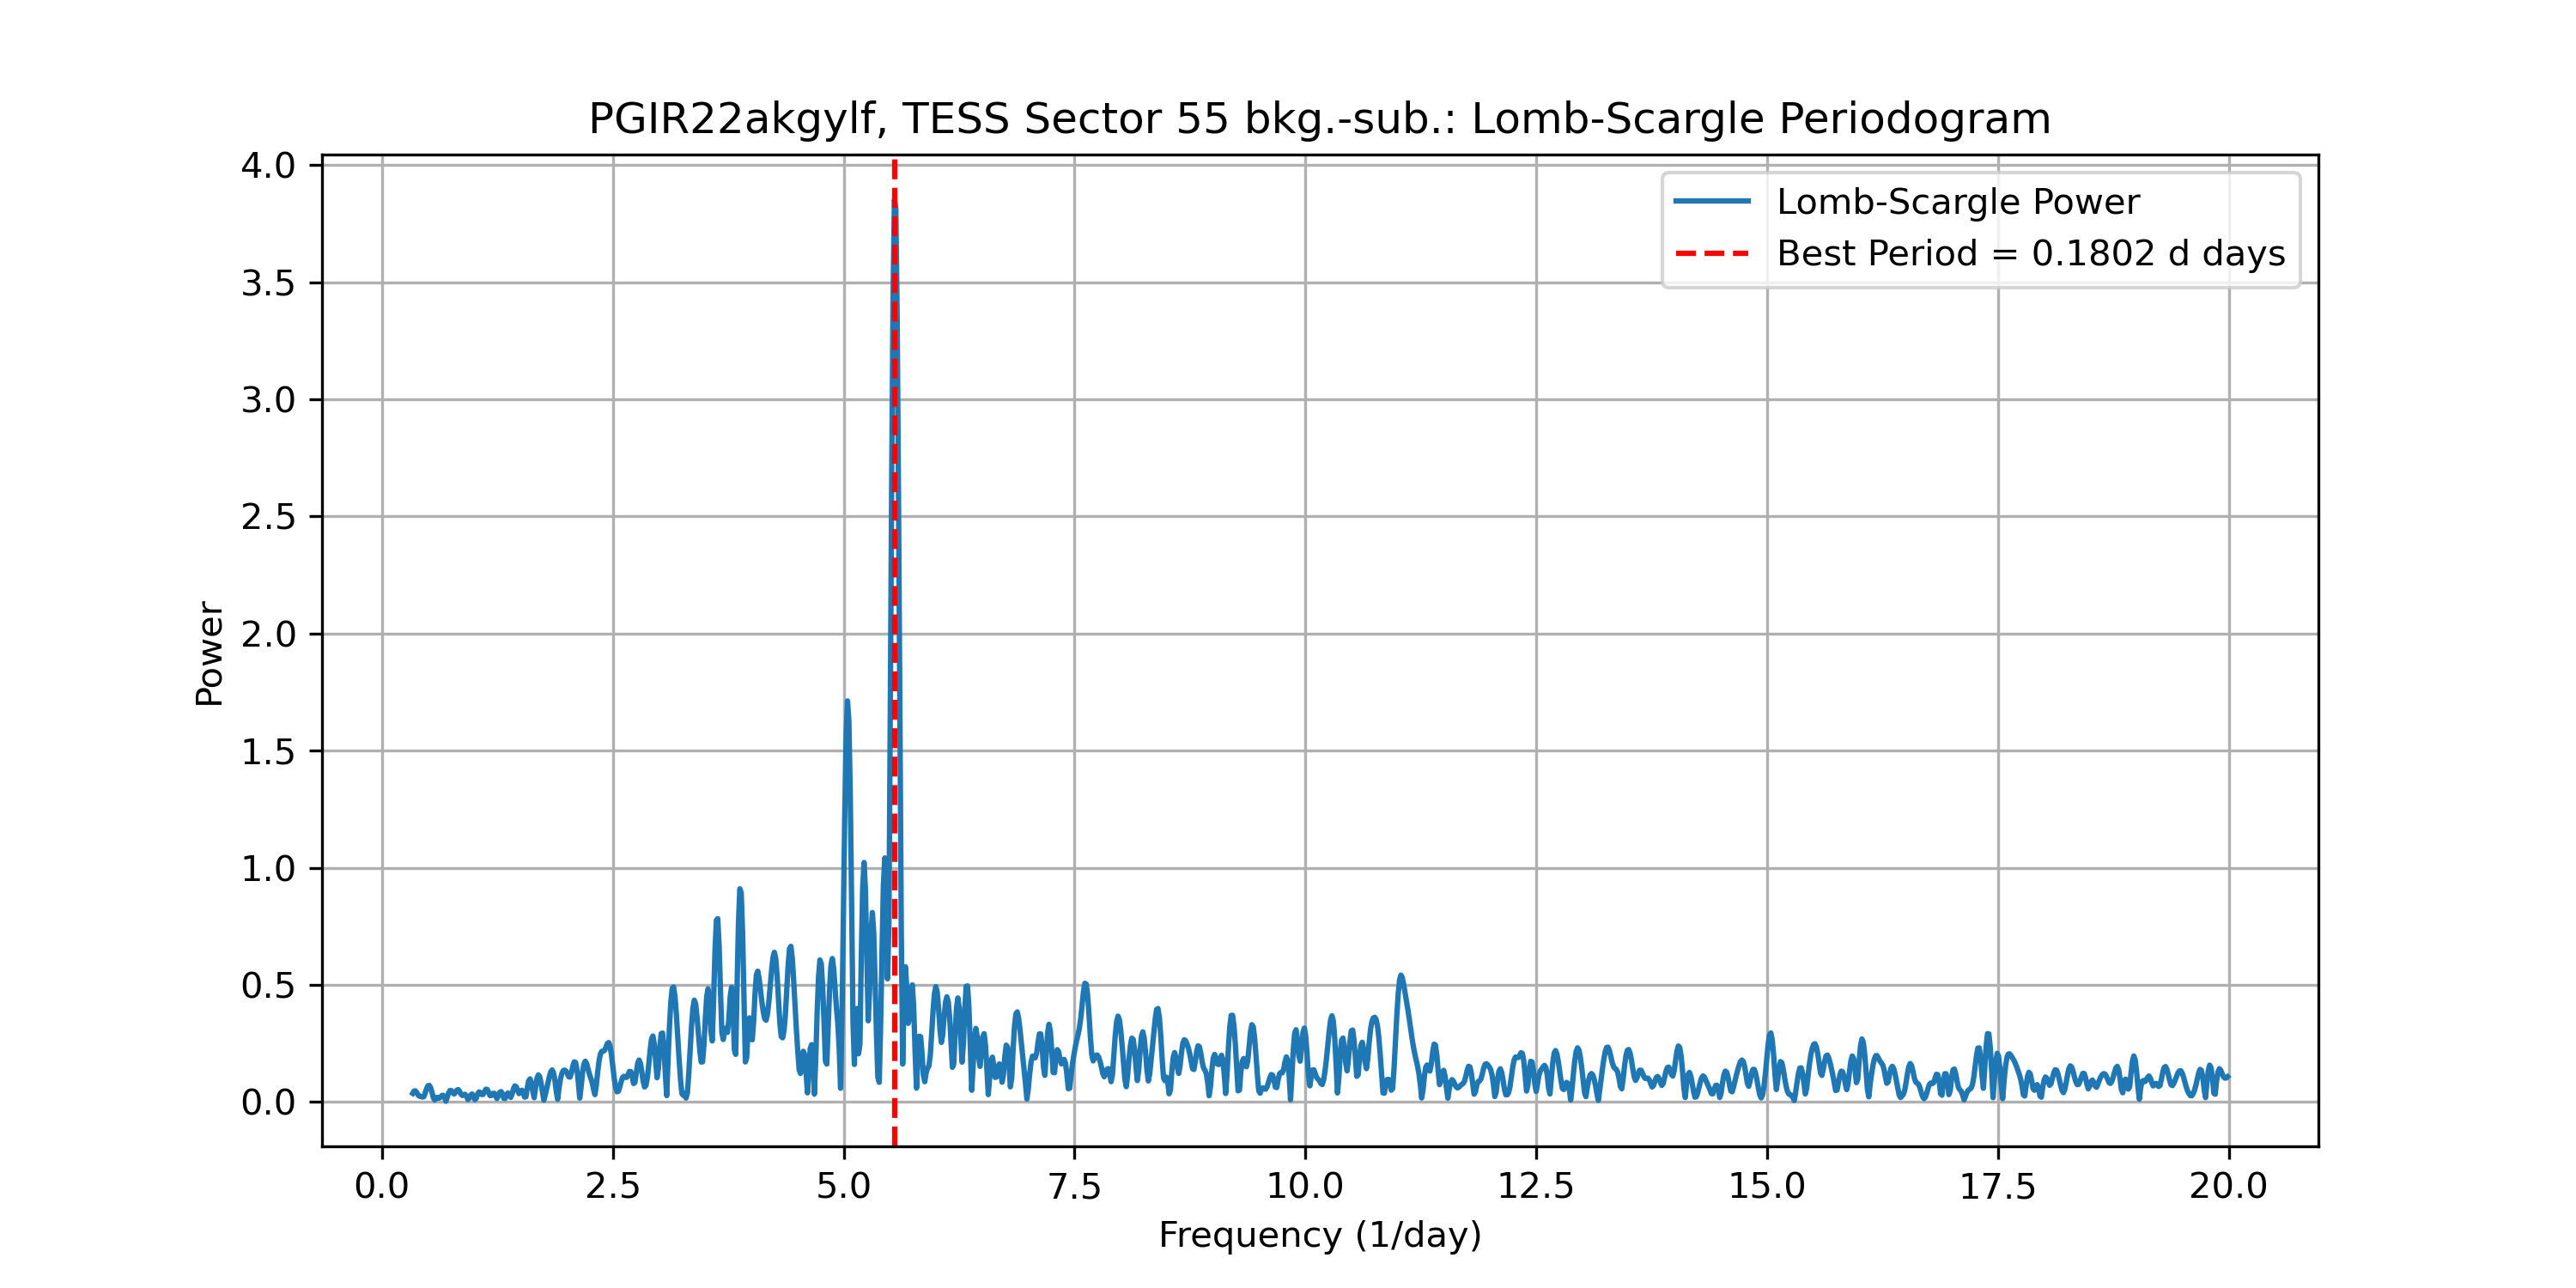 PGIR22akgylf, TESS Sector 55 bkg.-sub.: Lomb-Scargle Periodogram
Lomb-Scargle Power
Best Period = 0.1802 d days
4.0
3.5
3.0
2.5
2.0
1.5
1.0
0.5
0.0
Power
0.0 2.5 5.0 7.5 10.0 12.5 15.0 17.5 20.0
Frequency (1/day)